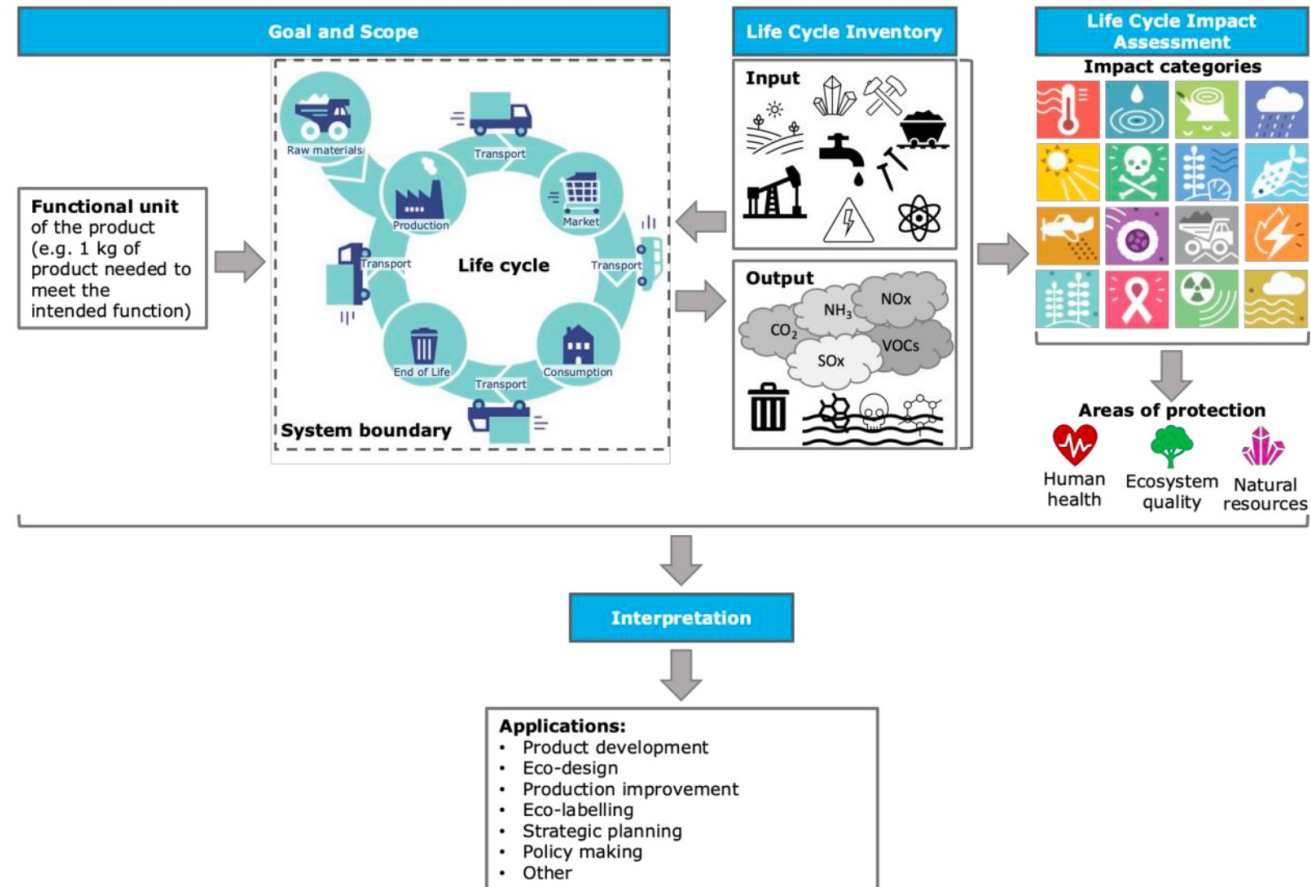 Goal and Scope
Life Cycle Inventory
Life Cycle Impact
Assessment
Functional unit
of the product
(e.g. 1 kg of
product needed to
meet the
intended function)
Raw materials
Transport
Production
Market
Transport
Life cycle
Transport
End of Life
Transport
Consumption
System boundary
Input
Output
CO₂
NH₃
NOx
SOx
VOCs
Impact categories
Areas of protection
Human
health
Ecosystem
quality
Natural
resources
Interpretation
Applications:
• Product development
• Eco-design
• Production improvement
• Eco-labelling
• Strategic planning
• Policy making
• Other